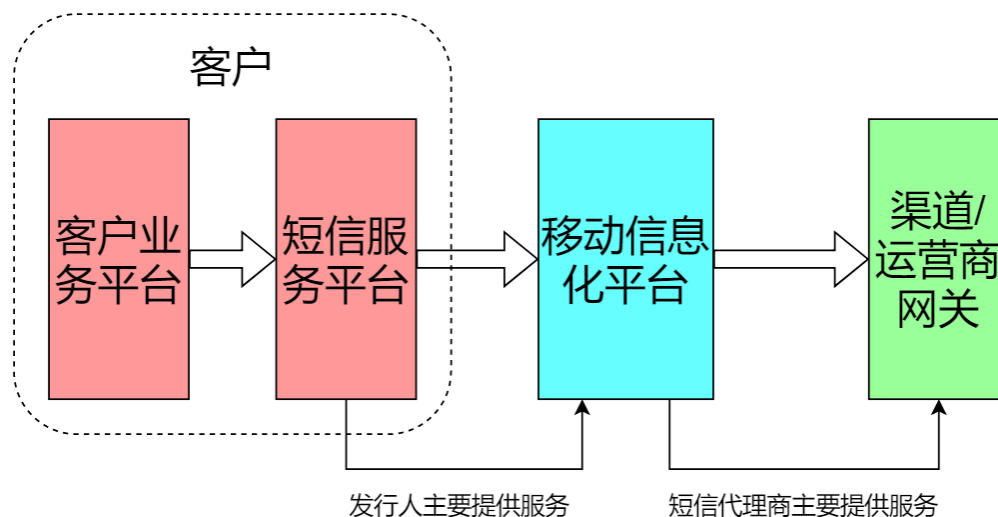 客户
客户业
务平台
短信服
务平台
移动信息
化平台
渠道/
运营商
网关
发行人主要提供服务
短信代理商主要提供服务